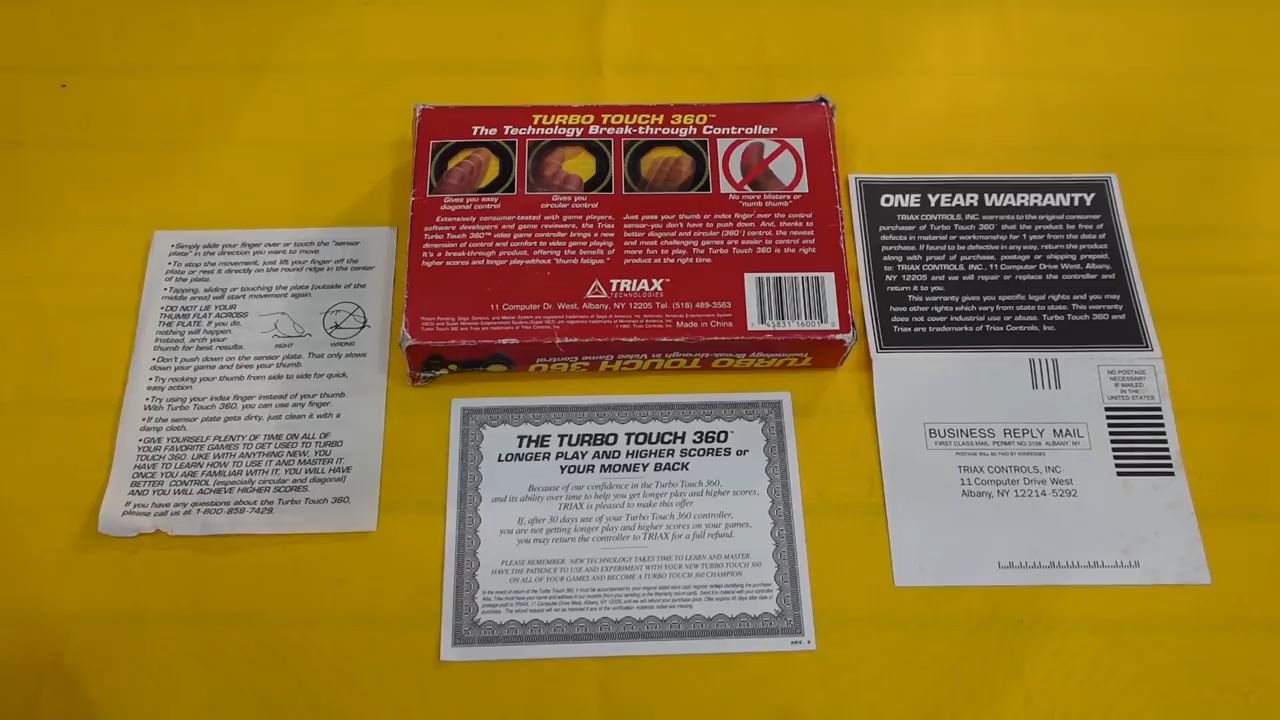 TURBO TOUCH 360™
The Technology Break-through Controller
Gives you easy
diagonal control
Gives you
circular control
No more blisters or
"numb thumb"
Extensively consumer-tested with game players,
software developers and game reviewers, the Triax
Turbo Touch 360™ video game controller brings a new
dimension of control and comfort to video game playing.
It's a break-through product, offering the benefit of
higher scores and longer play-without "thumb fatigue."
Just pass your thumb or index finger over the control
sensor-you don't have to push down. And, thanks to
better diagonal and circular (360°) control, the newest
and most challenging games are easier to control and
more fun to play. The Turbo Touch 360 is the right
product at the right time.
TRIAX™
TECHNOLOGIES
11 Computer Dr. West, Albany, NY 12205 Tel. (518) 489-3563
Made in China
7 45831 16001 0
TURBO TOUCH 360
Technology Break-through in Video Game Control
•Simply slide your finger over or touch the "sensor
plate" in the direction you want to move.
•To stop the movement, just lift your finger off the
plate or rest it directly on the round ridge in the center
of the plate.
•Tapping, sliding or touching the plate (outside of the
middle area) will start movement again.
•DO NOT LIE YOUR
THUMB FLAT ACROSS
THE PLATE. If you do,
nothing will happen.
Instead, arch your
thumb for best results.
RIGHT
WRONG
•Don't push down on the sensor plate. That only slows
down your game and tires your thumb.
•Try rocking your thumb from side to side for quick,
easy action.
•Try using your index finger instead of your thumb.
With Turbo Touch 360, you can use any finger.
•If the sensor plate gets dirty, just clean it with a
damp cloth.
•GIVE YOURSELF PLENTY OF TIME ON ALL OF
YOUR FAVORITE GAMES TO GET USED TO TURBO
TOUCH 360. LIKE WITH ANYTHING NEW, YOU
HAVE TO LEARN HOW TO USE IT AND MASTER IT.
ONCE YOU ARE FAMILIAR WITH IT, YOU WILL HAVE
BETTER CONTROL (especially circular and diagonal)
AND YOU WILL ACHIEVE HIGHER SCORES.
If you have any questions about the Turbo Touch 360,
please call us at 1-800-858-7429.
THE TURBO TOUCH 360™
LONGER PLAY AND HIGHER SCORES or
YOUR MONEY BACK
Because of our confidence in the Turbo Touch 360,
and its ability over time to help you get longer play and higher scores,
TRIAX is pleased to make this offer.
If, after 30 days use of your Turbo Touch 360 controller,
you are not getting longer play and higher scores on your games,
you may return the controller to TRIAX for a full refund.
PLEASE REMEMBER: NEW TECHNOLOGY TAKES TIME TO LEARN AND MASTER.
HAVE THE PATIENCE TO USE AND EXPERIMENT WITH YOUR NEW TURBO TOUCH 360
ON ALL OF YOUR GAMES AND BECOME A TURBO TOUCH 360 CHAMPION.
ONE YEAR WARRANTY
TRIAX CONTROLS, INC. warrants to the original consumer
purchaser of Turbo Touch 360™ that the product be free of
defects in material or workmanship for 1 year from the date of
purchase. If found to be defective in any way, return the product
along with proof of purchase, postage or shipping prepaid,
to: TRIAX CONTROLS, INC., 11 Computer Drive West, Albany,
NY 12205 and we will repair or replace the controller and
return it to you.
This warranty gives you specific legal rights and you may
have other rights which vary from state to state. This warranty
does not cover industrial use or abuse. Turbo Touch 360 and
Triax are trademarks of Triax Controls, Inc.
NO POSTAGE
NECESSARY
IF MAILED
IN THE
UNITED STATES
BUSINESS REPLY MAIL
FIRST CLASS MAIL PERMIT NO 3138 ALBANY, NY
POSTAGE WILL BE PAID BY ADDRESSEE
TRIAX CONTROLS, INC
11 Computer Drive West
Albany, NY 12214-5292